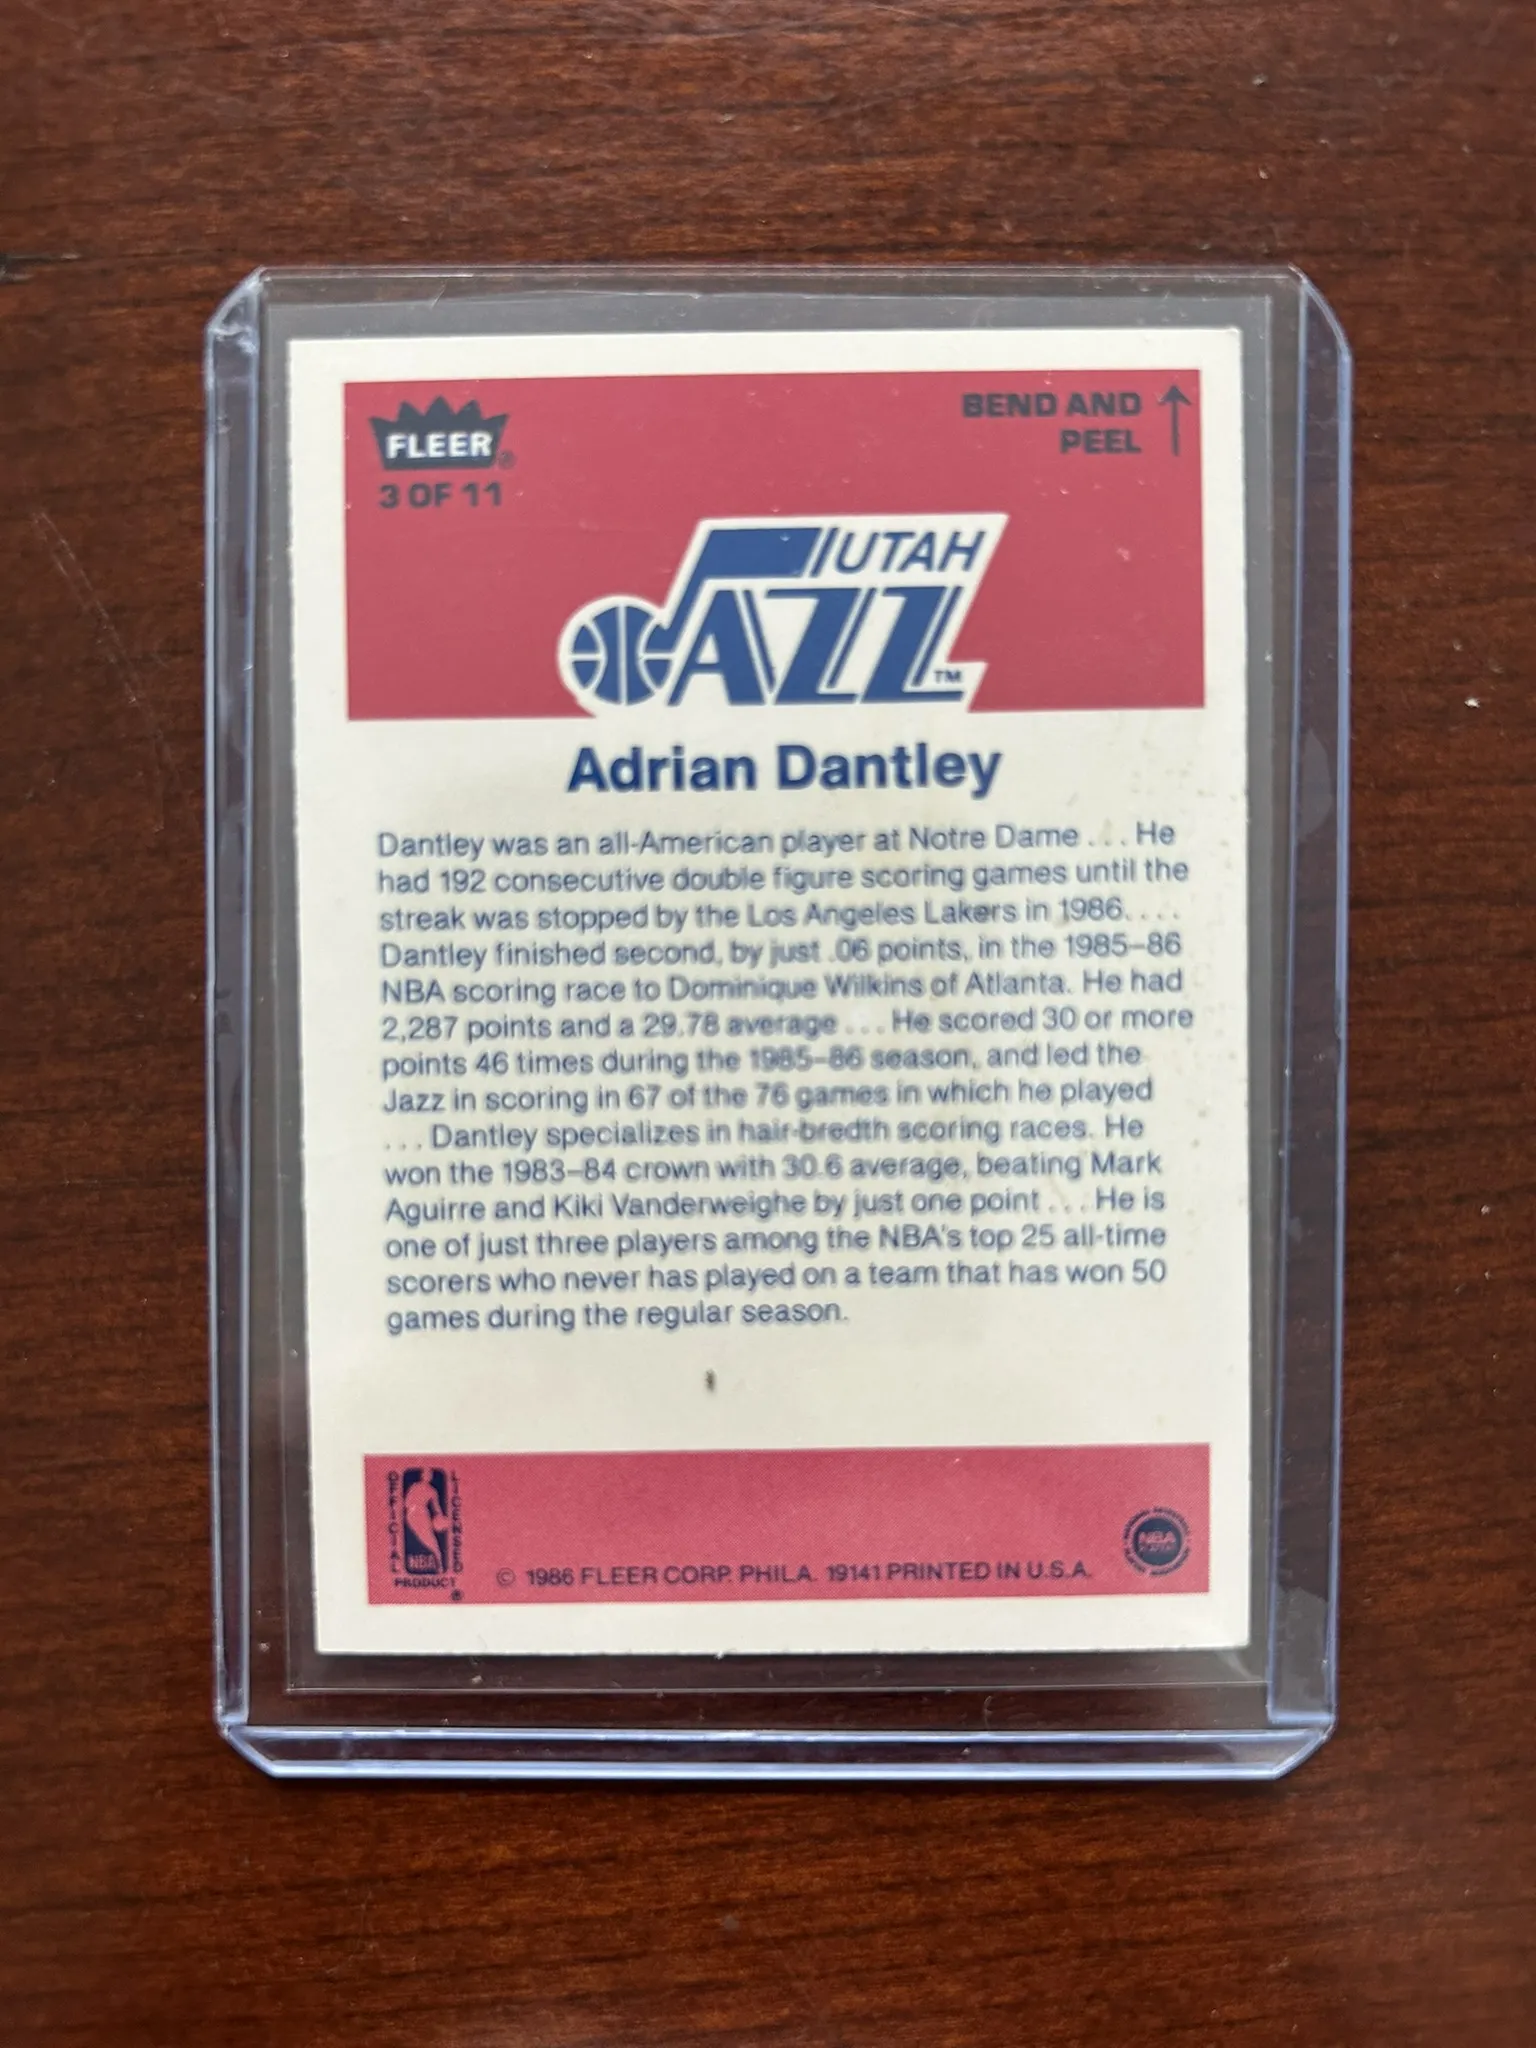 FLEER®
3 OF 11
BEND AND
PEEL
UTAH
JAZZ™
Adrian Dantley
Dantley was an all-American player at Notre Dame . . . He
had 192 consecutive double figure scoring games until the
streak was stopped by the Los Angeles Lakers in 1986. . . .
Dantley finished second, by just .06 points, in the 1985–86
NBA scoring race to Dominique Wilkins of Atlanta. He had
2,287 points and a 29.78 average . . . He scored 30 or more
points 46 times during the 1985–86 season, and led the
Jazz in scoring in 67 of the 76 games in which he played
. . . Dantley specializes in hair-bredth scoring races. He
won the 1983–84 crown with 30.6 average, beating Mark
Aguirre and Kiki Vanderweighe by just one point . . . He is
one of just three players among the NBA's top 25 all-time
scorers who never has played on a team that has won 50
games during the regular season.
OFFICIAL
LICENSED
NBA
PRODUCT®
© 1986 FLEER CORP. PHILA. 19141 PRINTED IN U.S.A.
NBA